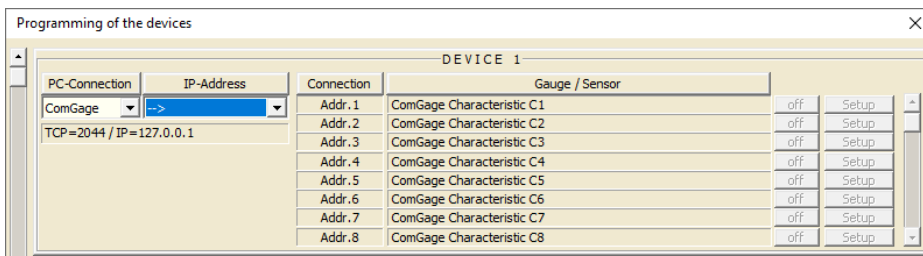 Programming of the devices
DEVICE 1
PC-Connection IP-Address Connection Gauge / Sensor
ComGage --> Addr.1 ComGage Characteristic C1 off Setup
TCP=2044 / IP=127.0.0.1 Addr.2 ComGage Characteristic C2 off Setup
Addr.3 ComGage Characteristic C3 off Setup
Addr.4 ComGage Characteristic C4 off Setup
Addr.5 ComGage Characteristic C5 off Setup
Addr.6 ComGage Characteristic C6 off Setup
Addr.7 ComGage Characteristic C7 off Setup
Addr.8 ComGage Characteristic C8 off Setup